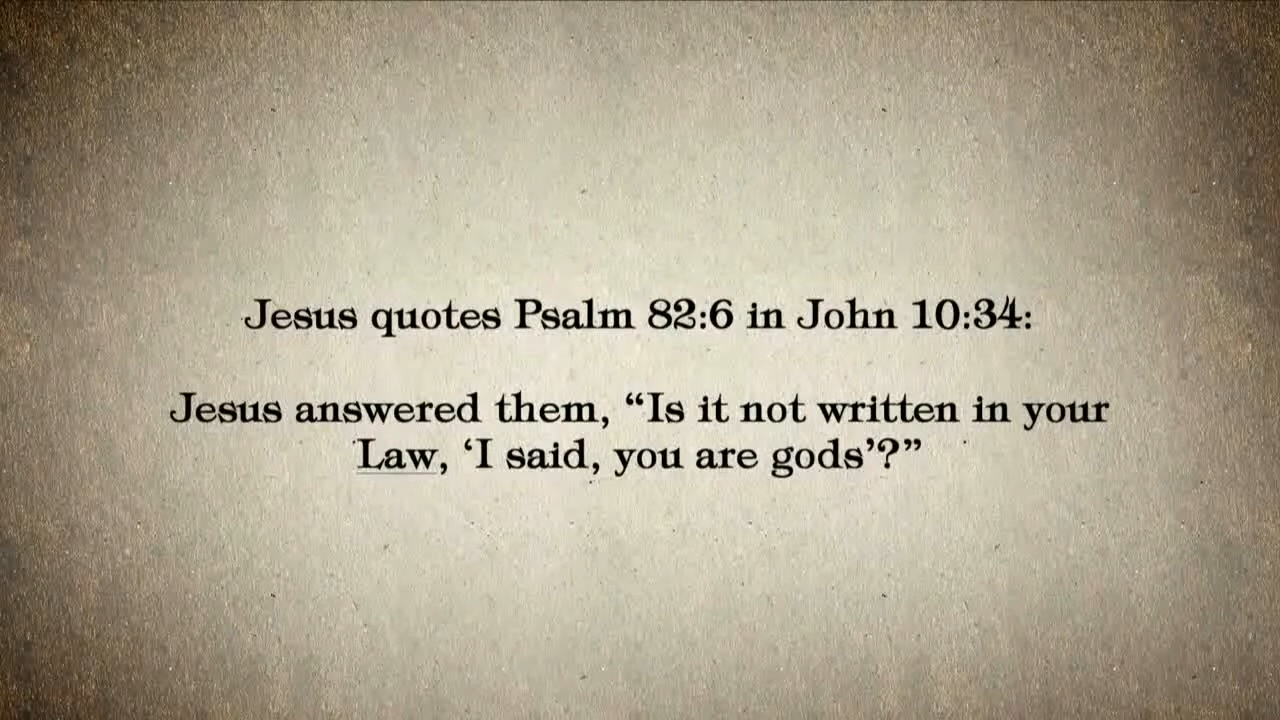 Jesus quotes Psalm 82:6 in John 10:34:
Jesus answered them, “Is it not written in your
Law, ‘I said, you are gods’?”